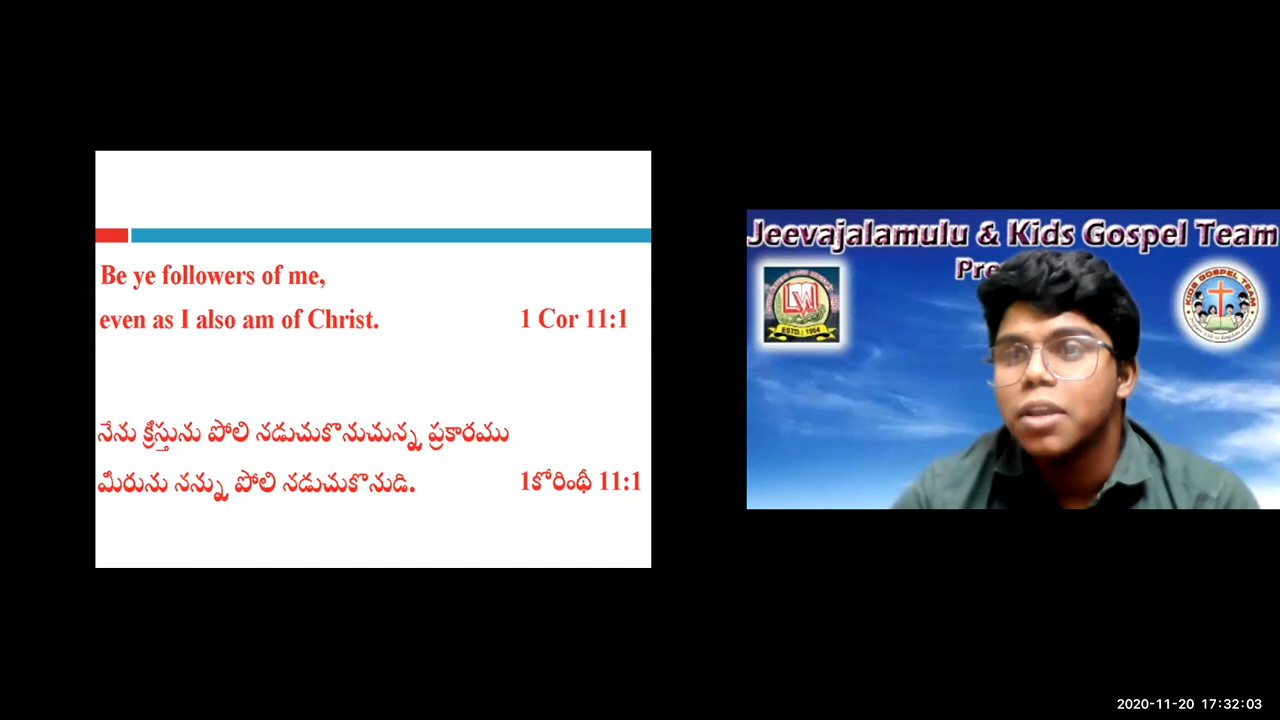 Be ye followers of me,
even as I also am of Christ. 1 Cor 11:1
నేను క్రీస్తును పోలి నడుచుకొనుచున్న ప్రకారము
మీరును నన్ను పోలి నడుచుకొనుడి. 1కోరింథీ 11:1
Jeevajalamulu & Kids Gospel Team
LW
ESTD.: 1984
KIDS GOSPEL TEAM
2020-11-20 17:32:03